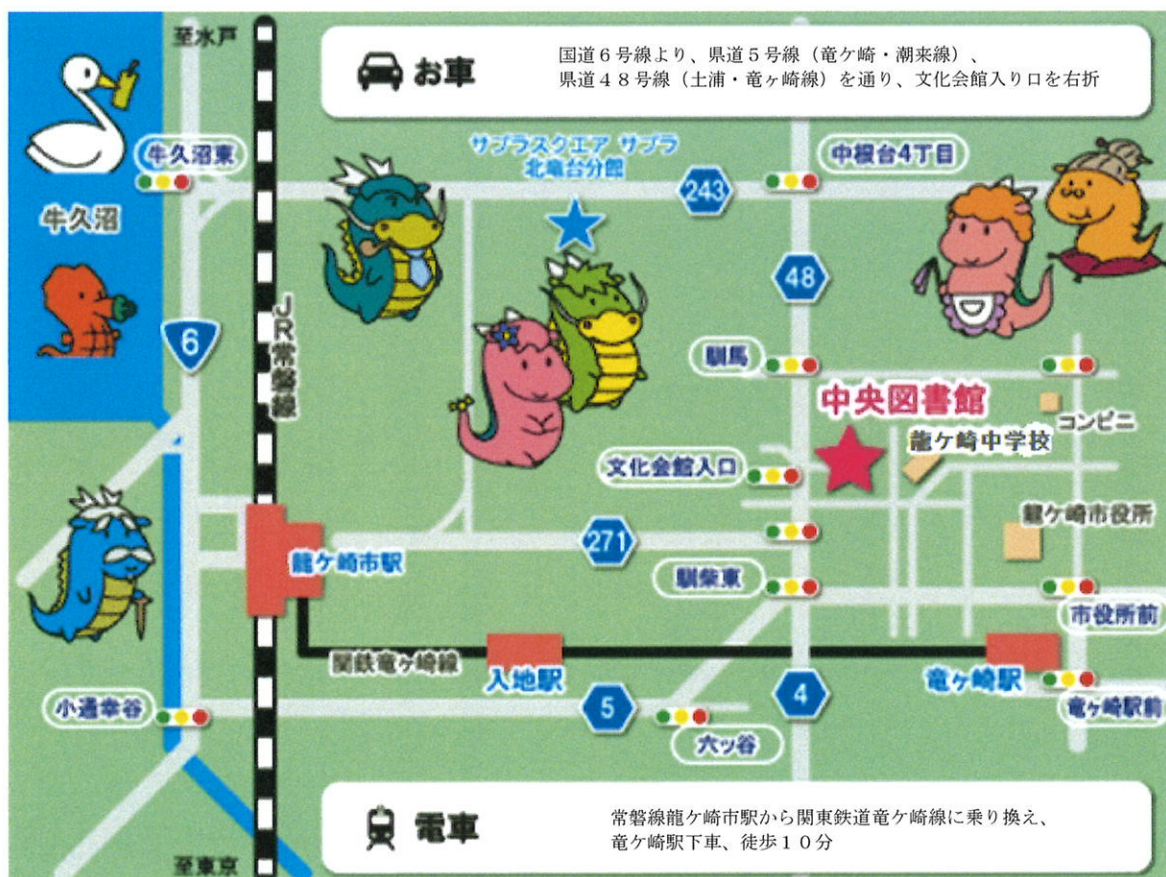 至水戸
お車
国道６号線より、県道５号線（竜ケ崎・潮来線）、
県道４８号線（土浦・竜ヶ崎線）を通り、文化会館入り口を右折
牛久沼東
サプラスクエア サプラ
北竜台分館
中根台4丁目
243
牛久沼
48
JR常磐線
6
馴馬
中央図書館
コンビニ
龍ケ崎中学校
文化会館入口
龍ケ崎市役所
271
龍ケ崎市駅
馴柴東
市役所前
関鉄竜ヶ崎線
入地駅
竜ヶ崎駅
小通幸谷
5
4
竜ヶ崎駅前
六ッ谷
電車
常磐線龍ケ崎市駅から関東鉄道竜ケ崎線に乗り換え、
竜ケ崎駅下車、徒歩１０分
至東京